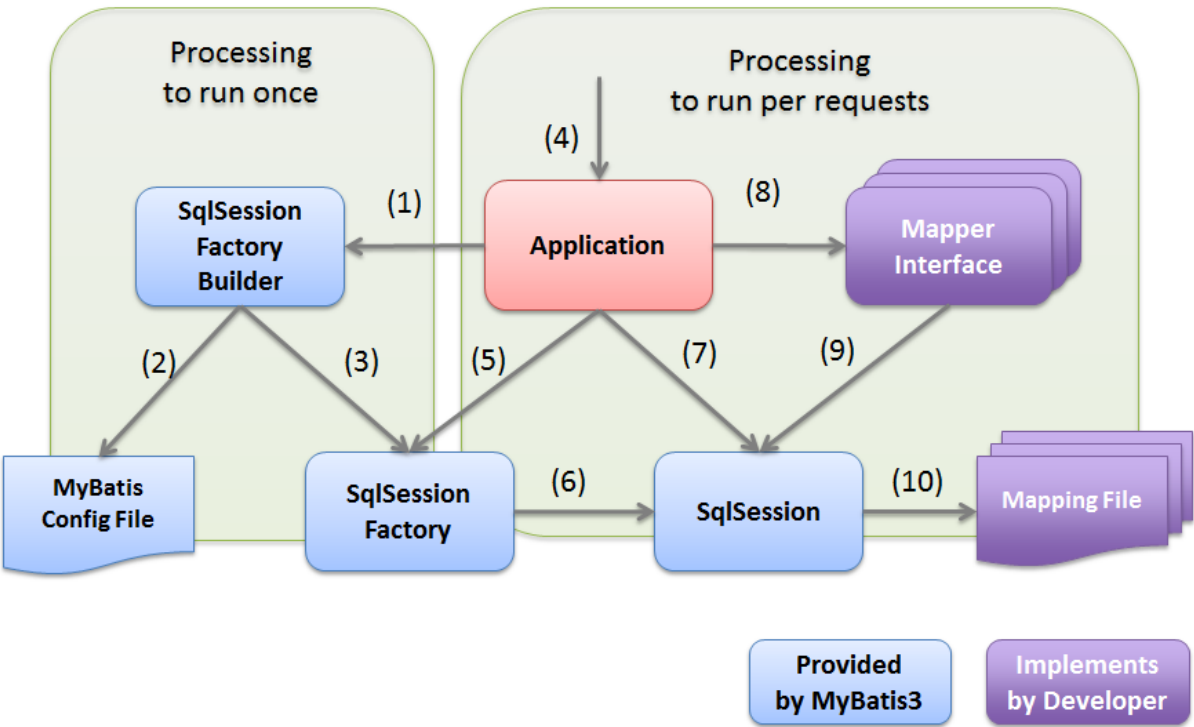 Processing
to run once
Processing
to run per requests
(4)
(1)
(8)
SqlSession
Factory
Builder
Application
Mapper
Interface
(2)
(3)
(5)
(7)
(9)
MyBatis
Config File
SqlSession
Factory
(6)
SqlSession
(10)
Mapping File
Provided
by MyBatis3
Implements
by Developer